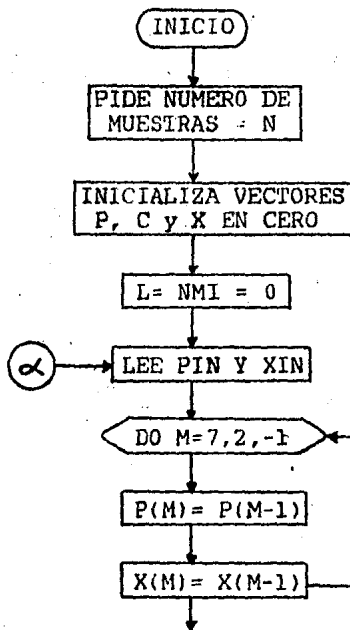 INICIO
PIDE NUMERO DE
MUESTRAS = N
INICIALIZA VECTORES
P, C y X EN CERO
L= NMI = 0
α
LEE PIN Y XIN
DO M=7,2,-1
P(M)= P(M-1)
X(M)= X(M-1)